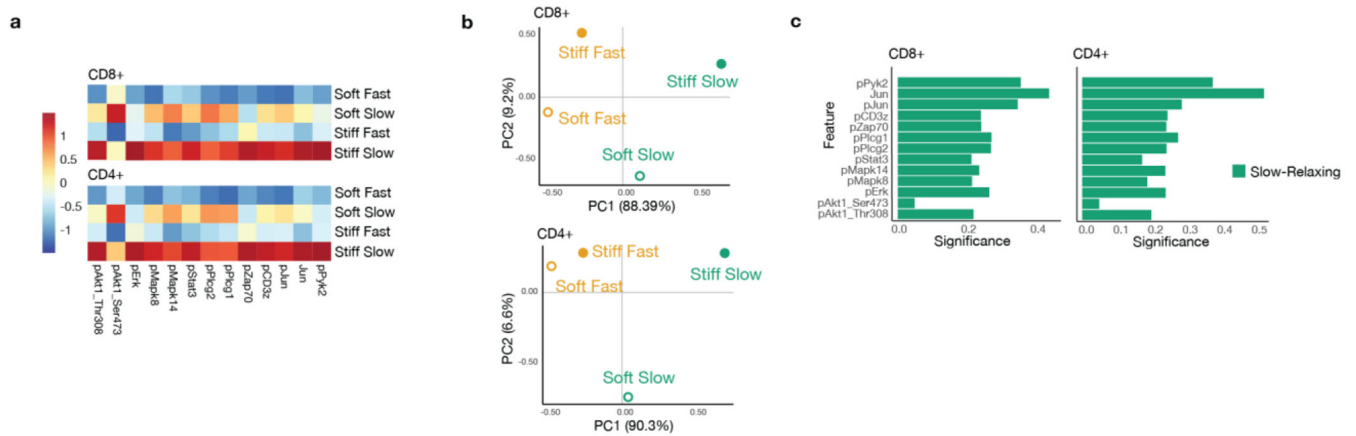 a
CD8+
Soft Fast
Soft Slow
Stiff Fast
Stiff Slow
1
0.5
0
-0.5
-1
CD4+
Soft Fast
Soft Slow
Stiff Fast
Stiff Slow
pAkt1_Thr308
pAkt1_Ser473
pErk
pMapk8
pMapk14
pStat3
pPlcg2
pPlcg1
pZap70
pCD3z
pJun
Jun
pPyk2
b
CD8+
0.50
0.00
-0.50
PC2 (9.2%)
Stiff Fast
Stiff Slow
Soft Fast
Soft Slow
-0.50 0.00 0.50
PC1 (88.39%)
CD4+
0.00
-0.50
PC2 (6.6%)
Stiff Fast
Soft Fast
Stiff Slow
Soft Slow
-0.50 0.00 0.50
PC1 (90.3%)
c
CD8+ CD4+
Feature
pPyk2
Jun
pJun
pCD3z
pZap70
pPlcg1
pPlcg2
pStat3
pMapk14
pMapk8
pErk
pAkt1_Ser473
pAkt1_Thr308
0.0 0.2 0.4
Significance
0.0 0.1 0.2 0.3 0.4 0.5
Significance
Slow-Relaxing